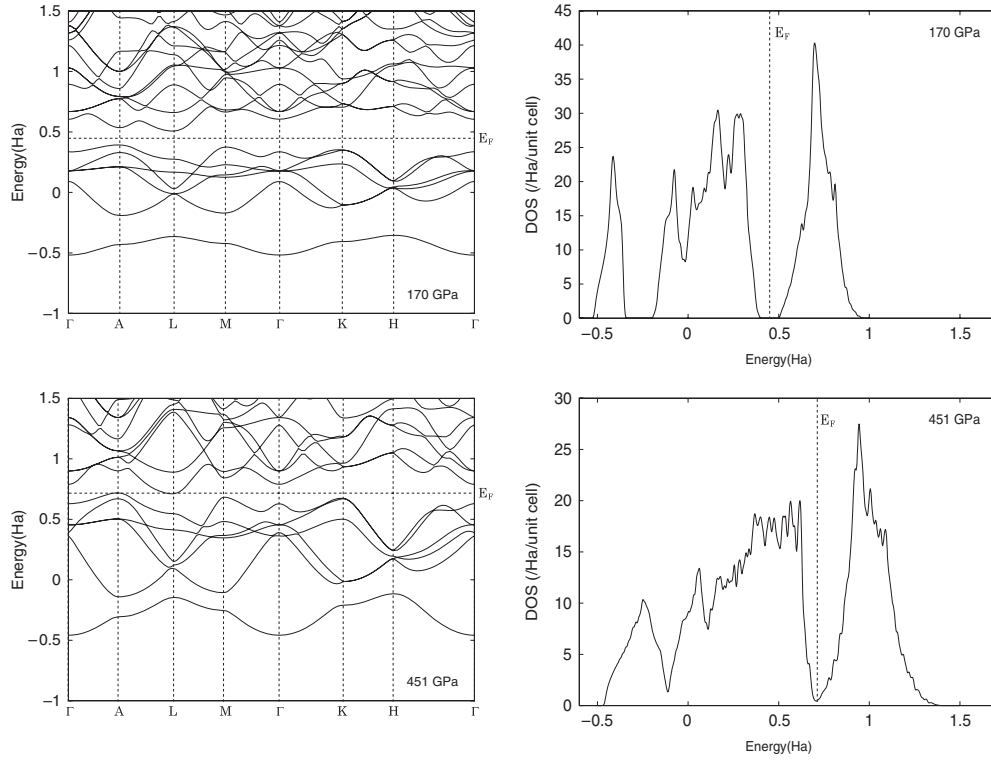 1.5
1
0.5
0
−0.5
−1
Energy(Ha)
E_F
170 GPa
Γ A L M Γ K H Γ
45
40
35
30
25
20
15
10
5
0
DOS (/Ha/unit cell)
E_F
170 GPa
−0.5 0 0.5 1 1.5
Energy(Ha)
1.5
1
0.5
0
−0.5
−1
Energy(Ha)
E_F
451 GPa
Γ A L M Γ K H Γ
30
25
20
15
10
5
0
DOS (/Ha/unit cell)
E_F
451 GPa
−0.5 0 0.5 1 1.5
Energy(Ha)